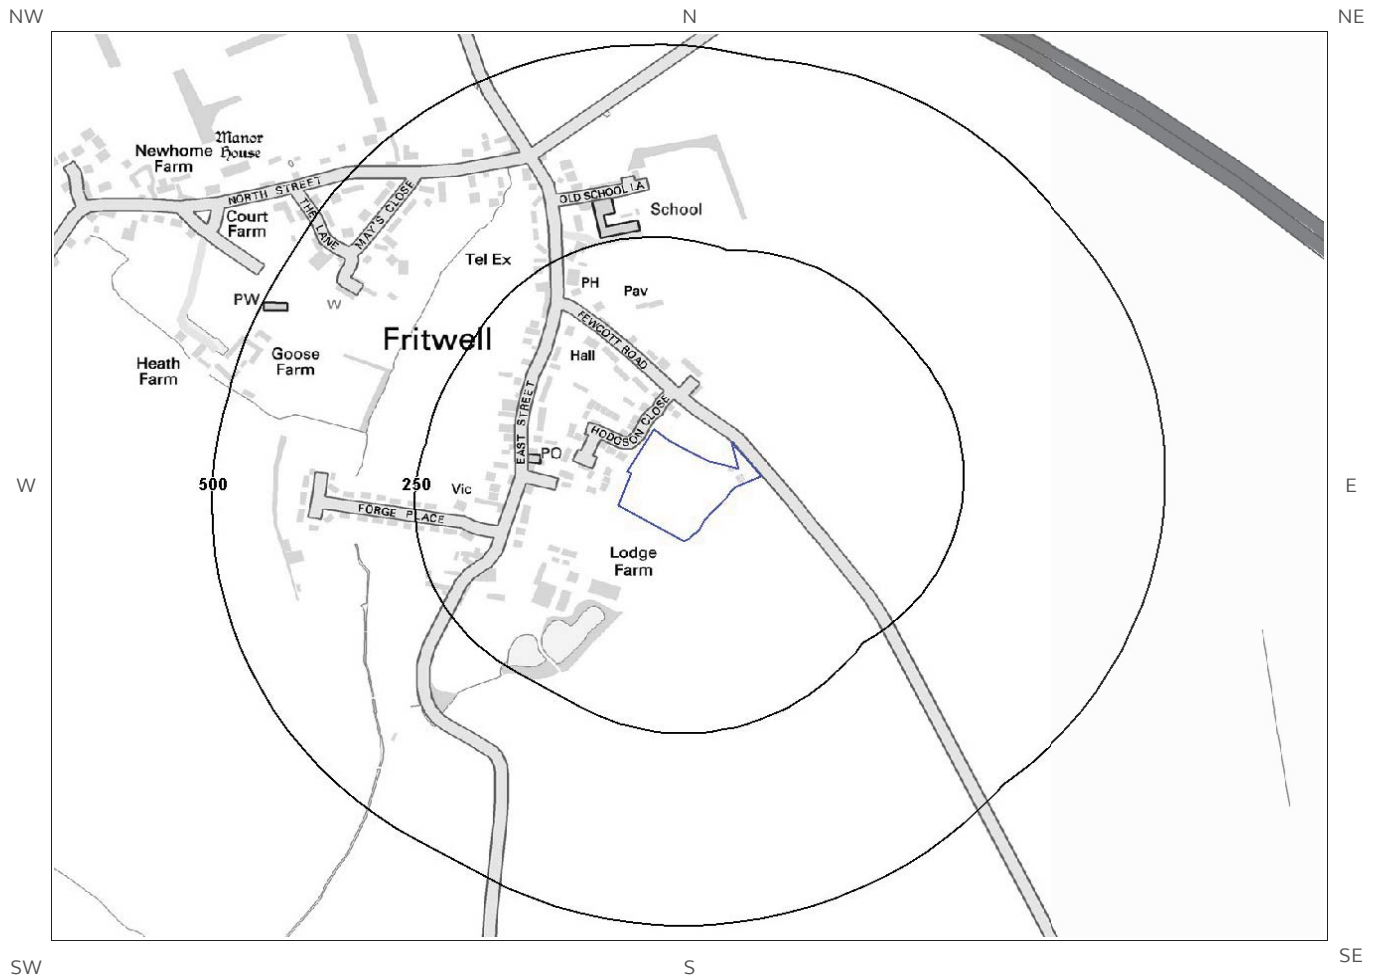 NW
N
NE
Manor
House
Newhome
Farm
NORTH STREET
Court
Farm
THE LANE
MAY'S CLOSE
OLD SCHOOL LA
School
Tel Ex
PH
Pav
PW
W
FEWCOTT ROAD
Fritwell
Hall
Heath
Farm
Goose
Farm
EAST STREET
HODGSON CLOSE
PO
W
500
250
Vic
E
FORGE PLACE
Lodge
Farm
SW
S
SE